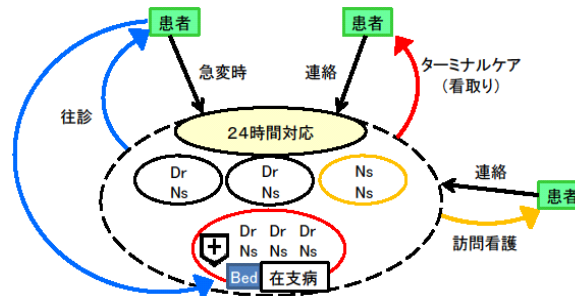 患者
患者
急変時
連絡
ターミナルケア
(看取り)
往診
24時間対応
Dr
Ns
Dr
Ns
Ns
Ns
連絡
患者
訪問看護
Dr Dr Dr
Ns Ns Ns
Bed 在支病